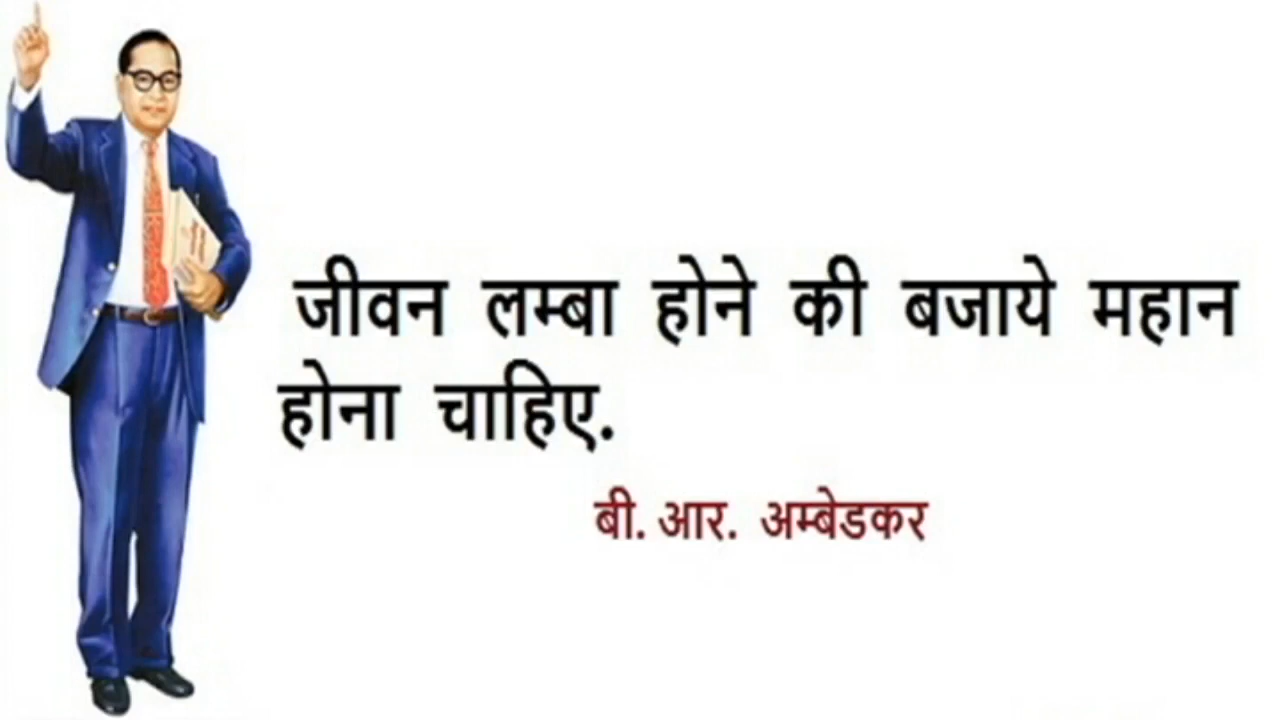 जीवन लम्बा होने की बजाये महान
होना चाहिए.
बी. आर. अम्बेडकर